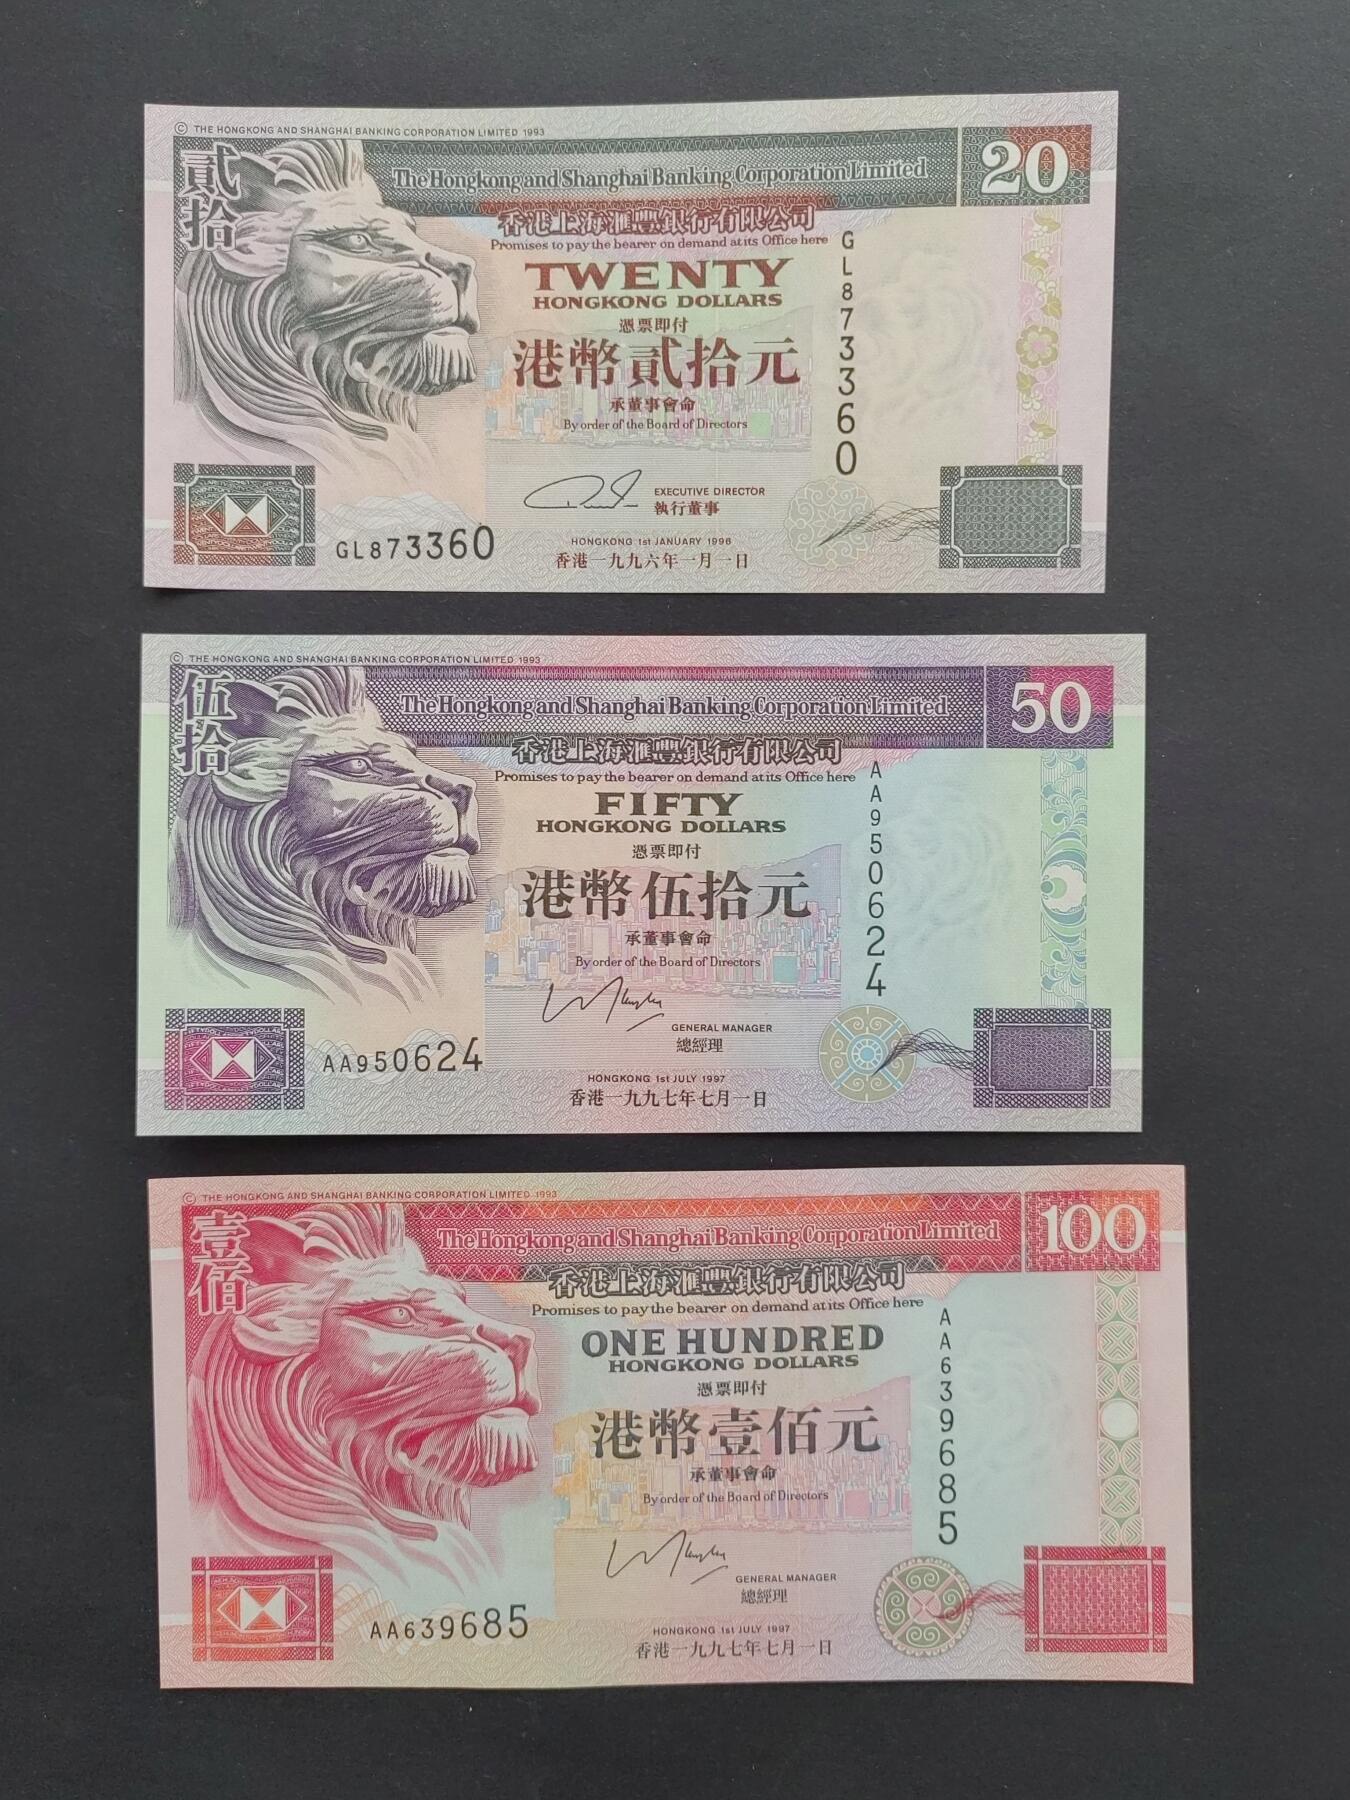 © THE HONGKONG AND SHANGHAI BANKING CORPORATION LIMITED 1993
貳拾
The Hongkong and Shanghai Banking Corporation Limited
20
香港上海滙豐銀行有限公司
Promises to pay the bearer on demand at its Office here
TWENTY
HONGKONG DOLLARS
憑票即付
港幣貳拾元
承董事會命
By order of the Board of Directors
GL873360
EXECUTIVE DIRECTOR
執行董事
GL873360
HONGKONG 1st JANUARY 1996
香港一九九六年一月一日
© THE HONGKONG AND SHANGHAI BANKING CORPORATION LIMITED 1993
伍拾
The Hongkong and Shanghai Banking Corporation Limited
50
香港上海滙豐銀行有限公司
Promises to pay the bearer on demand at its Office here
FIFTY
HONGKONG DOLLARS
憑票即付
港幣伍拾元
承董事會命
By order of the Board of Directors
AA950624
GENERAL MANAGER
總經理
AA950624
HONGKONG 1st JULY 1997
香港一九九七年七月一日
© THE HONGKONG AND SHANGHAI BANKING CORPORATION LIMITED 1993
壹佰
The Hongkong and Shanghai Banking Corporation Limited
100
香港上海滙豐銀行有限公司
Promises to pay the bearer on demand at its Office here
ONE HUNDRED
HONGKONG DOLLARS
憑票即付
港幣壹佰元
承董事會命
By order of the Board of Directors
AA639685
GENERAL MANAGER
總經理
AA639685
HONGKONG 1st JULY 1997
香港一九九七年七月一日